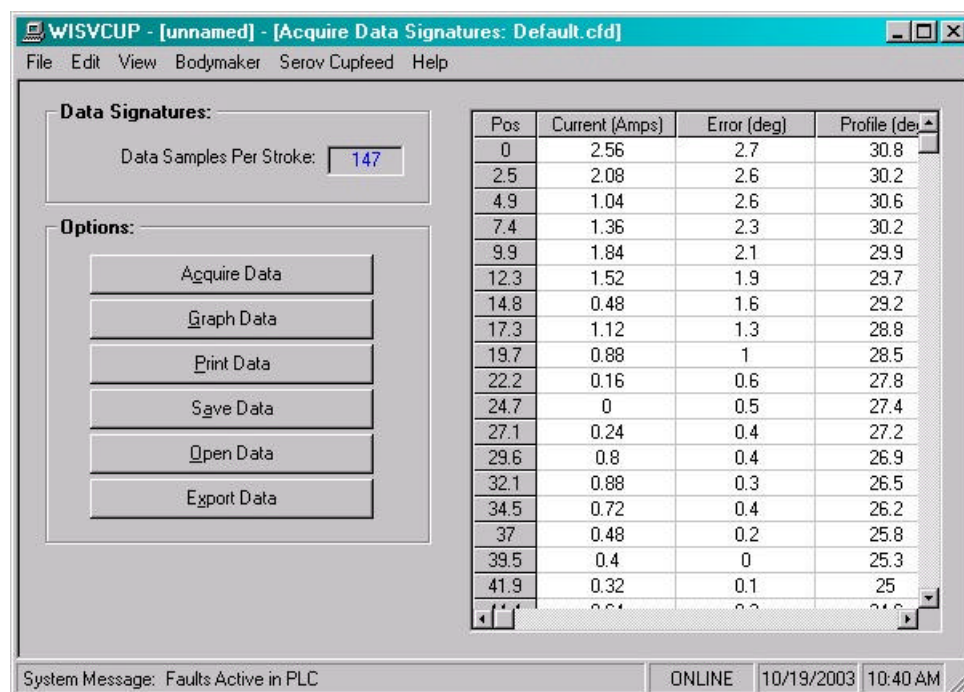 WISVCUP - [unnamed] - [Acquire Data Signatures: Default.cfd]
File Edit View Bodymaker Serov Cupfeed Help
Data Signatures:
Data Samples Per Stroke: 147
Options:
Acquire Data
Graph Data
Print Data
Save Data
Open Data
Export Data
Pos Current (Amps) Error (deg) Profile (de
0 2.56 2.7 30.8
2.5 2.08 2.6 30.2
4.9 1.04 2.6 30.6
7.4 1.36 2.3 30.2
9.9 1.84 2.1 29.9
12.3 1.52 1.9 29.7
14.8 0.48 1.6 29.2
17.3 1.12 1.3 28.8
19.7 0.88 1 28.5
22.2 0.16 0.6 27.8
24.7 0 0.5 27.4
27.1 0.24 0.4 27.2
29.6 0.8 0.4 26.9
32.1 0.88 0.3 26.5
34.5 0.72 0.4 26.2
37 0.48 0.2 25.8
39.5 0.4 0 25.3
41.9 0.32 0.1 25
System Message: Faults Active in PLC ONLINE 10/19/2003 10:40 AM